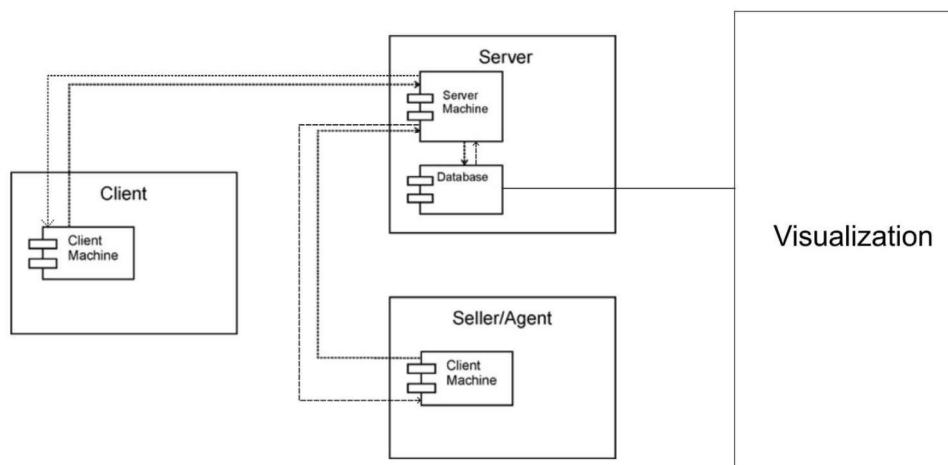 Server
Server
Machine
Database
Client
Client
Machine
Visualization
Seller/Agent
Client
Machine